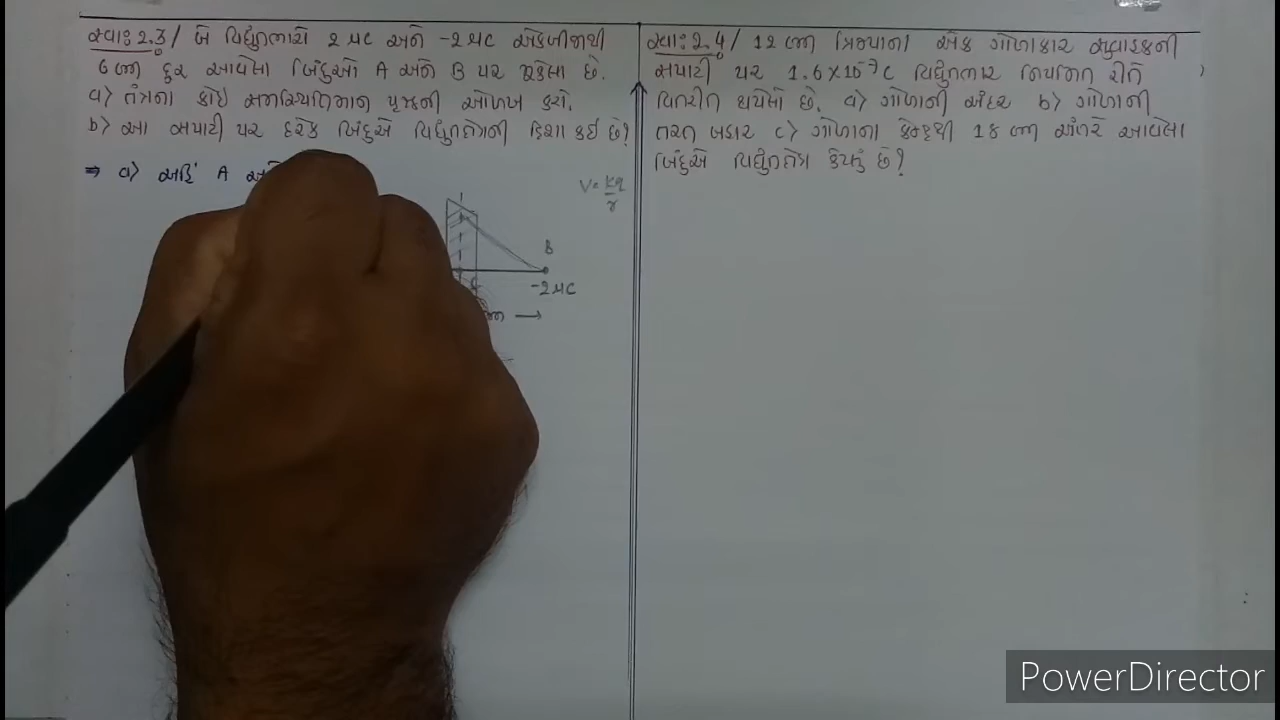 સ્વાઃ 2.3/ બે વિદ્યુતભારો 2 µC અને -2 µC એકબીજાથી
6 cm દૂર આવેલા બિંદુઓ A અને B પર મૂકેલા છે.
a> તંત્રના કોઇ સમસ્થિતિમાન પૃષ્ઠની ઓળખ કરો.
b> આ સપાટી પર દરેક બિંદુએ વિદ્યુતક્ષેત્રની દિશા કઇ છે?
⇒ a> અહિં A
V = kq/r
B
-2 µC
સ્વાઃ 2.4/ 12 cm ત્રિજ્યાના એક ગોળાકાર સુવાહકની
સપાટી પર 1.6 × 10⁻⁷ C વિદ્યુતભાર નિયમિત રીતે
વિતરીત થયેલો છે. a> ગોળાની અંદર b> ગોળાની
તરત બહાર c> ગોળાના કેન્દ્રથી 18 cm અંતરે આવેલા
બિંદુએ વિદ્યુતક્ષેત્ર કેટલું છે?
PowerDirector